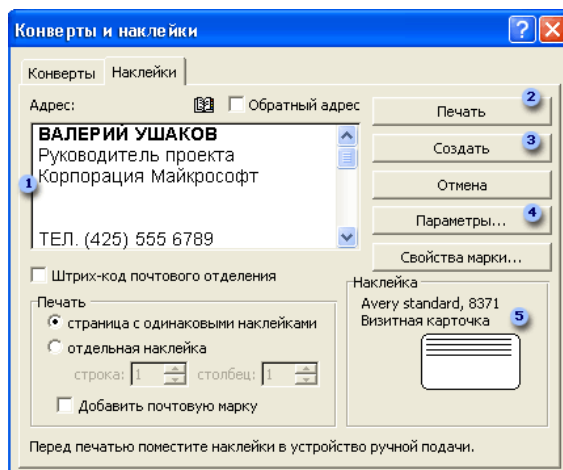 Конверты и наклейки
Конверты Наклейки
Адрес: Обратный адрес
ВАЛЕРИЙ УШАКОВ
Руководитель проекта
Корпорация Майкрософт
ТЕЛ. (425) 555 6789
1
Печать 2
Создать 3
Отмена
Параметры... 4
Свойства марки...
Штрих-код почтового отделения
Печать
страница с одинаковыми наклейками
отдельная наклейка
строка: 1 столбец: 1
Добавить почтовую марку
Наклейка
Avery standard, 8371
Визитная карточка 5
Перед печатью поместите наклейки в устройство ручной подачи.